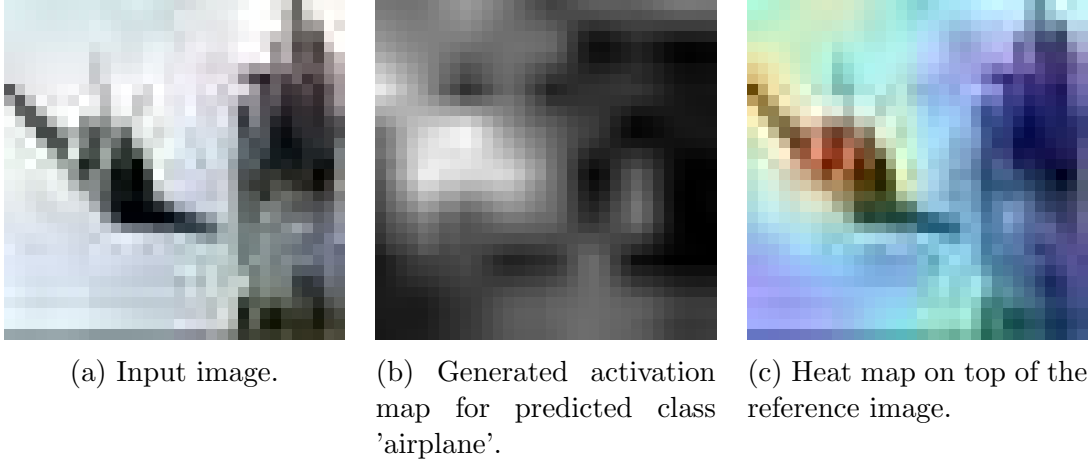 (a) Input image.
(b) Generated activation
map for predicted class
’airplane’.
(c) Heat map on top of the
reference image.